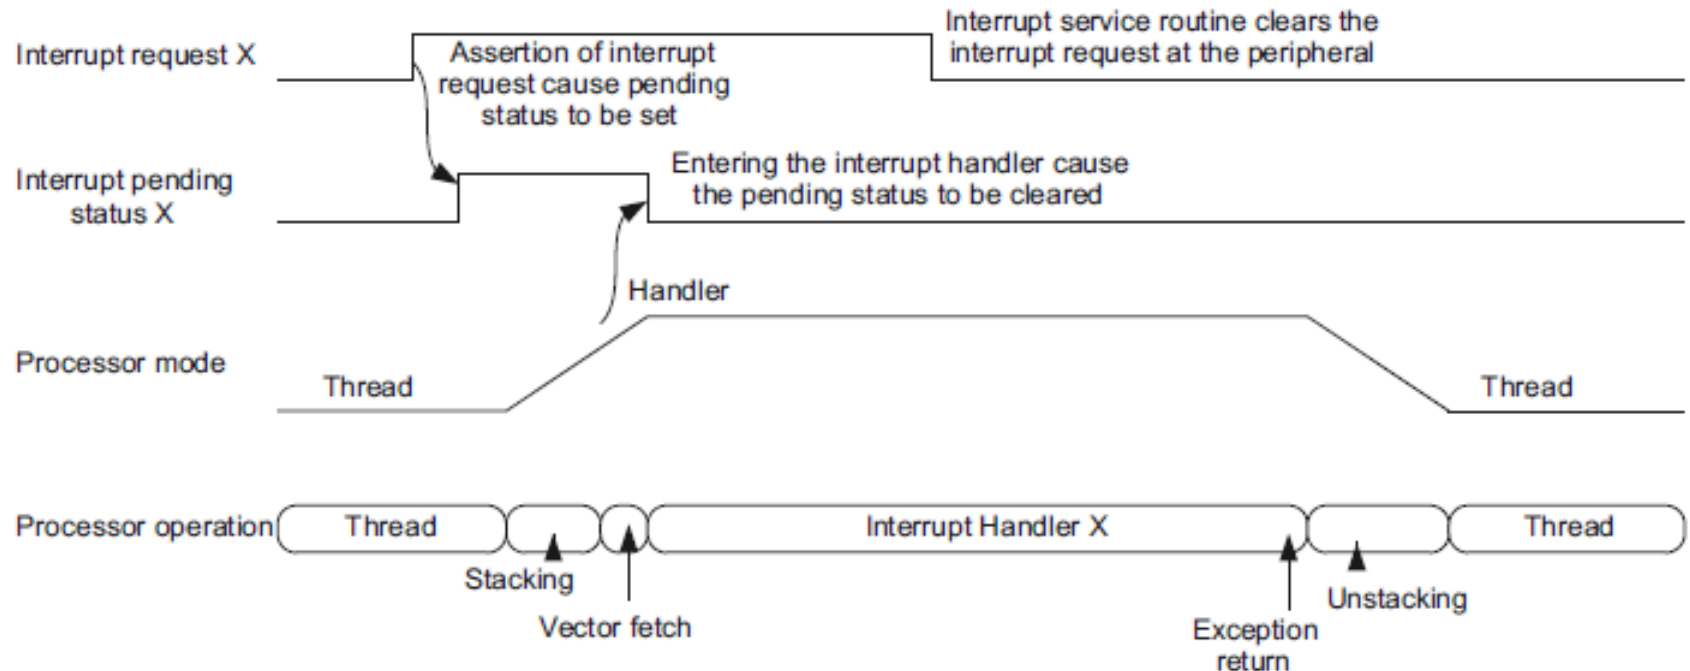 Interrupt request X
Assertion of interrupt
request cause pending
status to be set
Interrupt service routine clears the
interrupt request at the peripheral
Interrupt pending
status X
Entering the interrupt handler cause
the pending status to be cleared
Handler
Processor mode
Thread
Thread
Processor operation
Thread
Interrupt Handler X
Thread
Stacking
Vector fetch
Exception
return
Unstacking